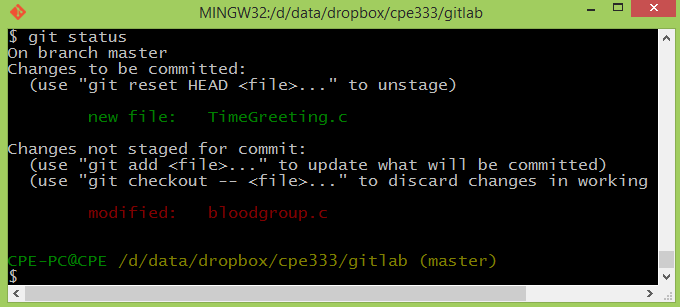 MINGW32:/d/data/dropbox/cpe333/gitlab
$ git status
On branch master
Changes to be committed:
  (use "git reset HEAD <file>..." to unstage)

        new file:   TimeGreeting.c

Changes not staged for commit:
  (use "git add <file>..." to update what will be committed)
  (use "git checkout -- <file>..." to discard changes in working

        modified:   bloodgroup.c


CPE-PC@CPE /d/data/dropbox/cpe333/gitlab (master)
$